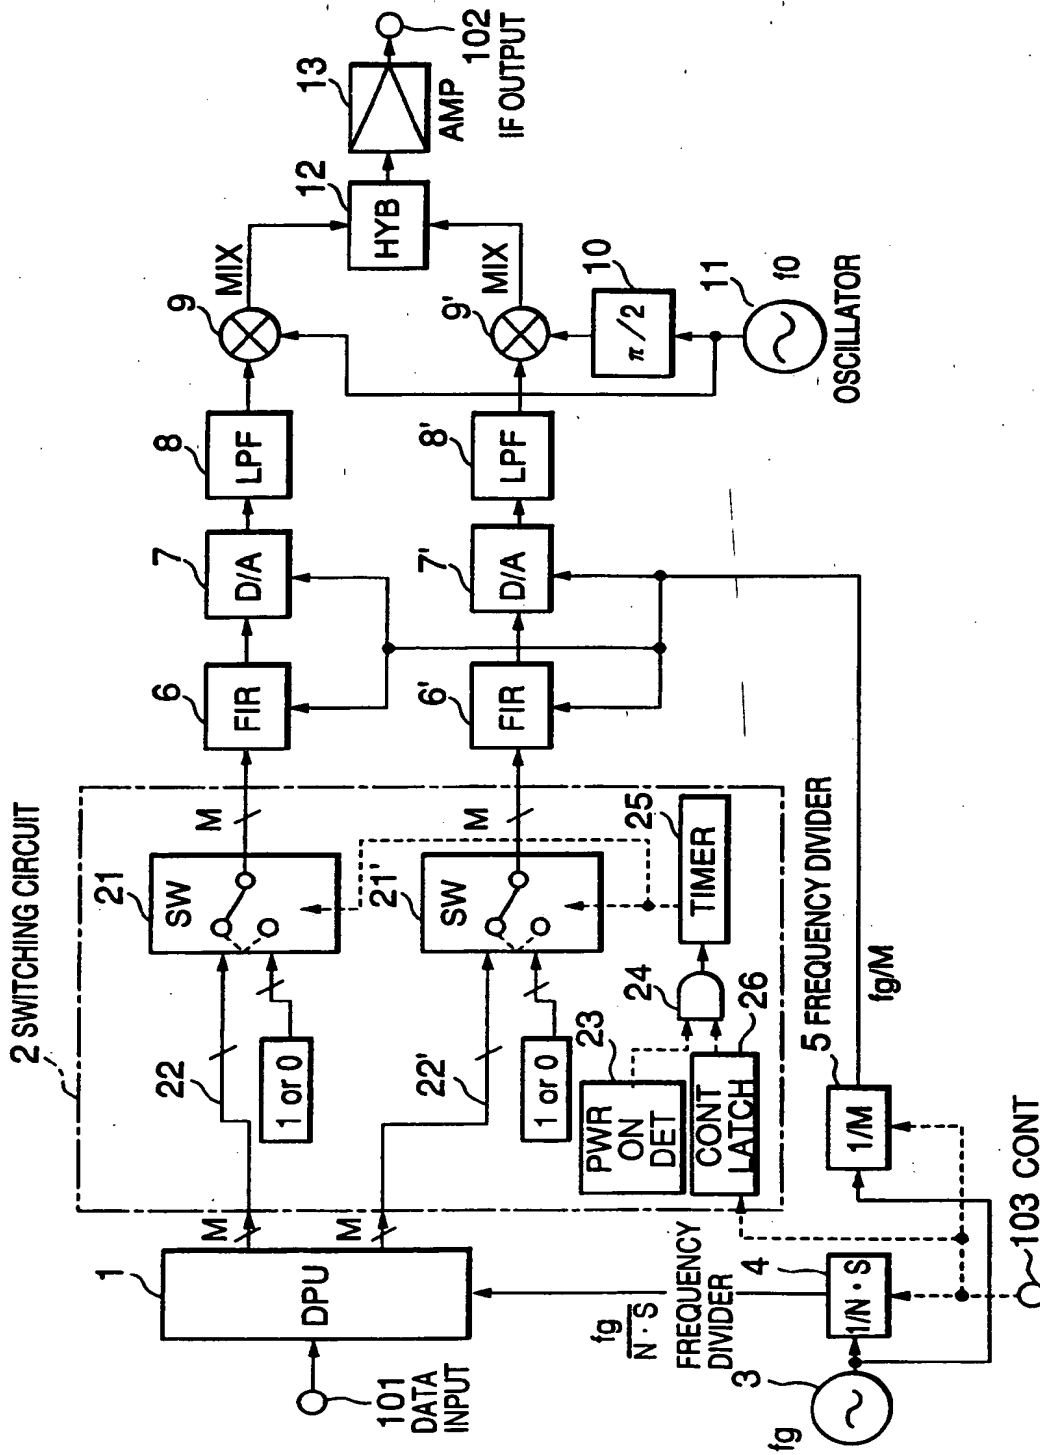 2 SWITCHING CIRCUIT
1
DPU
101
DATA
INPUT
M
M
22
22'
1 or 0
1 or 0
21
SW
21'
SW
23
PWR
ON
DET
CONT
LATCH
26
24
25
TIMER
M
M
6
FIR
6'
FIR
7
D/A
7'
D/A
8
LPF
8'
LPF
9
MIX
9'
MIX
10
π/2
11
f0
OSCILLATOR
12
HYB
13
AMP
102
IF OUTPUT
3
fg
4
1/N·S
fg
N·S
FREQUENCY
DIVIDER
5 FREQUENCY DIVIDER
1/M
fg/M
103 CONT